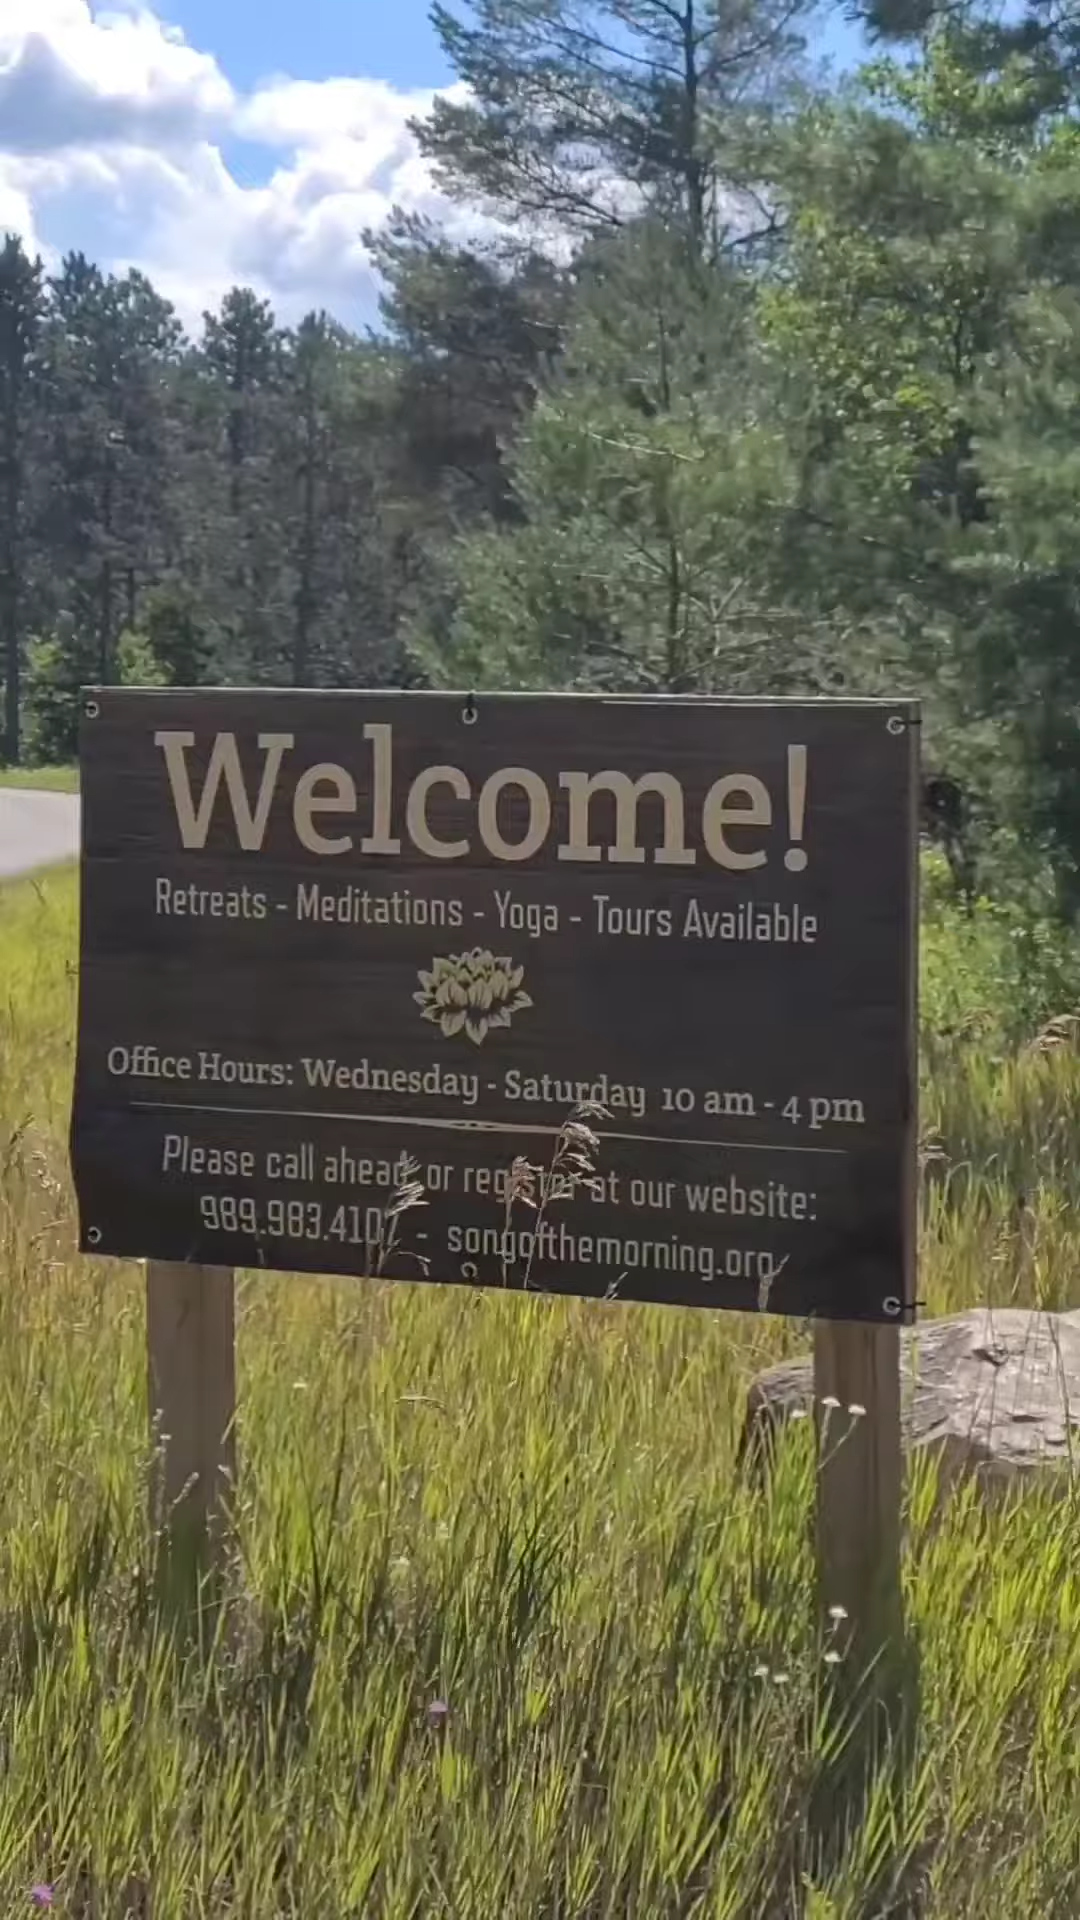 Welcome!
Retreats - Meditations - Yoga - Tours Available
Office Hours: Wednesday - Saturday 10 am - 4 pm
Please call ahead or register at our website:
989.983.4107 - songofthemorning.org